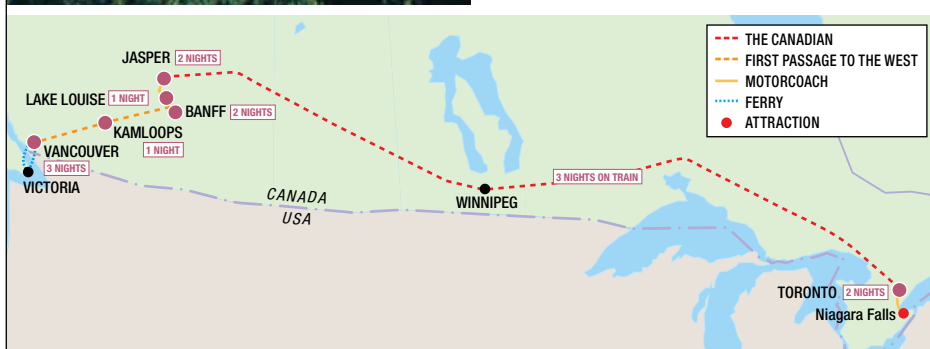 JASPER 2 NIGHTS
LAKE LOUISE 1 NIGHT
BANFF 2 NIGHTS
KAMLOOPS
1 NIGHT
VANCOUVER
3 NIGHTS
VICTORIA
CANADA
USA
WINNIPEG
3 NIGHTS ON TRAIN
TORONTO 2 NIGHTS
Niagara Falls
THE CANADIAN
FIRST PASSAGE TO THE WEST
MOTORCOACH
FERRY
ATTRACTION